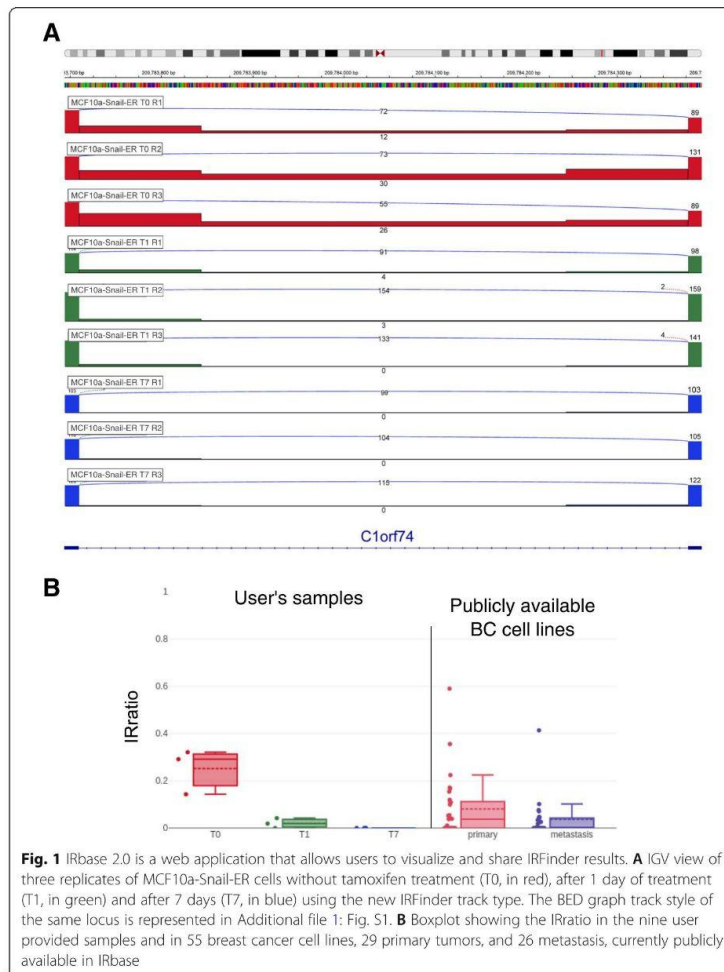 A
209,783,800 bp 209,783,900 bp 209,784,000 bp 209,784,100 bp 209,784,200 bp 209,784,300 bp
MCF10a-Snail-ER T0 R1
72
89
12
MCF10a-Snail-ER T0 R2
73
131
30
MCF10a-Snail-ER T0 R3
89
26
MCF10a-Snail-ER T1 R1
91
98
4
MCF10a-Snail-ER T1 R2
154
2
159
3
MCF10a-Snail-ER T1 R3
133
4
141
0
MCF10a-Snail-ER T7 R1
103
0
MCF10a-Snail-ER T7 R2
104
105
0
MCF10a-Snail-ER T7 R3
122
0
C1orf74
B
User's samples
Publicly available
BC cell lines
IRratio
1
0.8
0.6
0.4
0.2
0
T0 T1 T7 primary metastasis
Fig. 1 IRbase 2.0 is a web application that allows users to visualize and share IRFinder results. A IGV view of
three replicates of MCF10a-Snail-ER cells without tamoxifen treatment (T0, in red), after 1 day of treatment
(T1, in green) and after 7 days (T7, in blue) using the new IRFinder track type. The BED graph track style of
the same locus is represented in Additional file 1: Fig. S1. B Boxplot showing the IRratio in the nine user
provided samples and in 55 breast cancer cell lines, 29 primary tumors, and 26 metastasis, currently publicly
available in IRbase